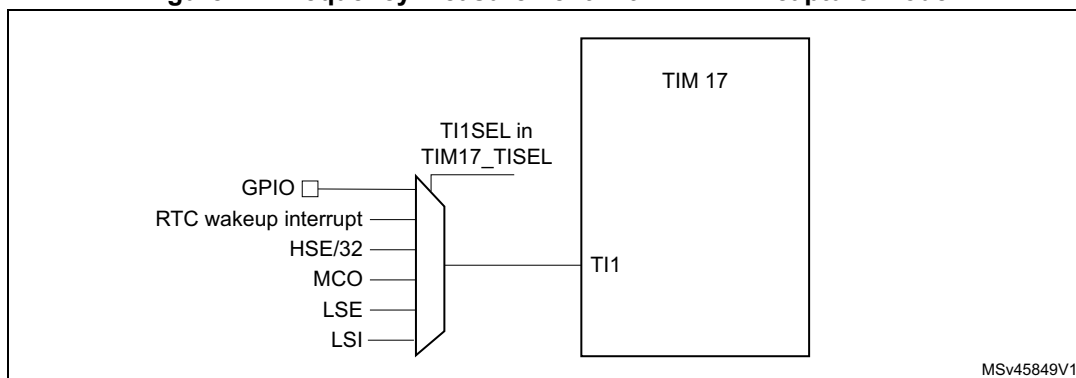 TIM 17
TI1SEL in
TIM17_TISEL
GPIO
RTC wakeup interrupt
HSE/32
MCO
LSE
LSI
TI1
MSv45849V1